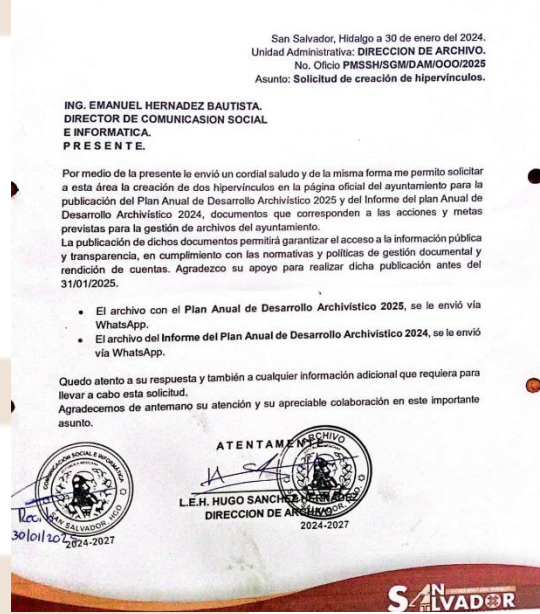 San Salvador, Hidalgo a 30 de enero del 2024.
Unidad Administrativa: DIRECCION DE ARCHIVO.
No. Oficio PMSSH/SGM/DAM/OOO/2025
Asunto: Solicitud de creación de hipervínculos.
ING. EMANUEL HERNADEZ BAUTISTA.
DIRECTOR DE COMUNICASION SOCIAL
E INFORMATICA.
P R E S E N T E.
Por medio de la presente le envió un cordial saludo y de la misma forma me permito solicitar
a esta área la creación de dos hipervínculos en la página oficial del ayuntamiento para la
publicación del Plan Anual de Desarrollo Archivístico 2025 y del Informe del plan Anual de
Desarrollo Archivístico 2024, documentos que corresponden a las acciones y metas
previstas para la gestión de archivos del ayuntamiento.
La publicación de dichos documentos permitirá garantizar el acceso a la información pública
y transparencia, en cumplimiento con las normativas y políticas de gestión documental y
rendición de cuentas. Agradezco su apoyo para realizar dicha publicación antes del
31/01/2025.
• El archivo con el Plan Anual de Desarrollo Archivístico 2025, se le envió vía
WhatsApp.
• El archivo del Informe del Plan Anual de Desarrollo Archivístico 2024, se le envió
vía WhatsApp.
Quedo atento a su respuesta y también a cualquier información adicional que requiera para
llevar a cabo esta solicitud.
Agradecemos de antemano su atención y su apreciable colaboración en este importante
asunto.
A T E N T A M E N T E
L.E.H. HUGO SANCHEZ HERNADEZ
DIRECCION DE ARCHIVO
2024-2027
ARCHIVO
SAN SALVADOR, HGO
COMUNICACIÓN SOCIAL E INFORMATICA
SAN SALVADOR, HGO
2024-2027
30/01/2025
SAN
SALVADOR